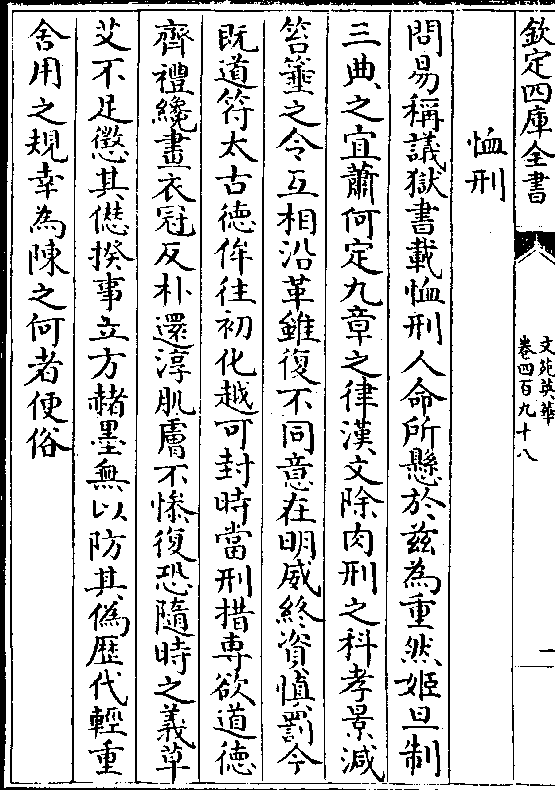 欽定四庫全書
文苑英華
卷四百九十八
一
恤刑
問易稱議獄書載恤刑人命所懸於兹為重然姬旦制
三典之宜蕭何定九章之律漢文除肉刑之科孝景減
笞箠之令互相沿革雖復不同意在明威終資慎罰今
既道符太古徳侔往初化越可封時當刑措専欲道徳
齊禮纔畫衣冠反朴還淳肌膚不慘復恐隨時之義草
艾不足懲其僁揆事立方赭墨無以防其偽歴代輕重
舍用之規幸為陳之何者便俗